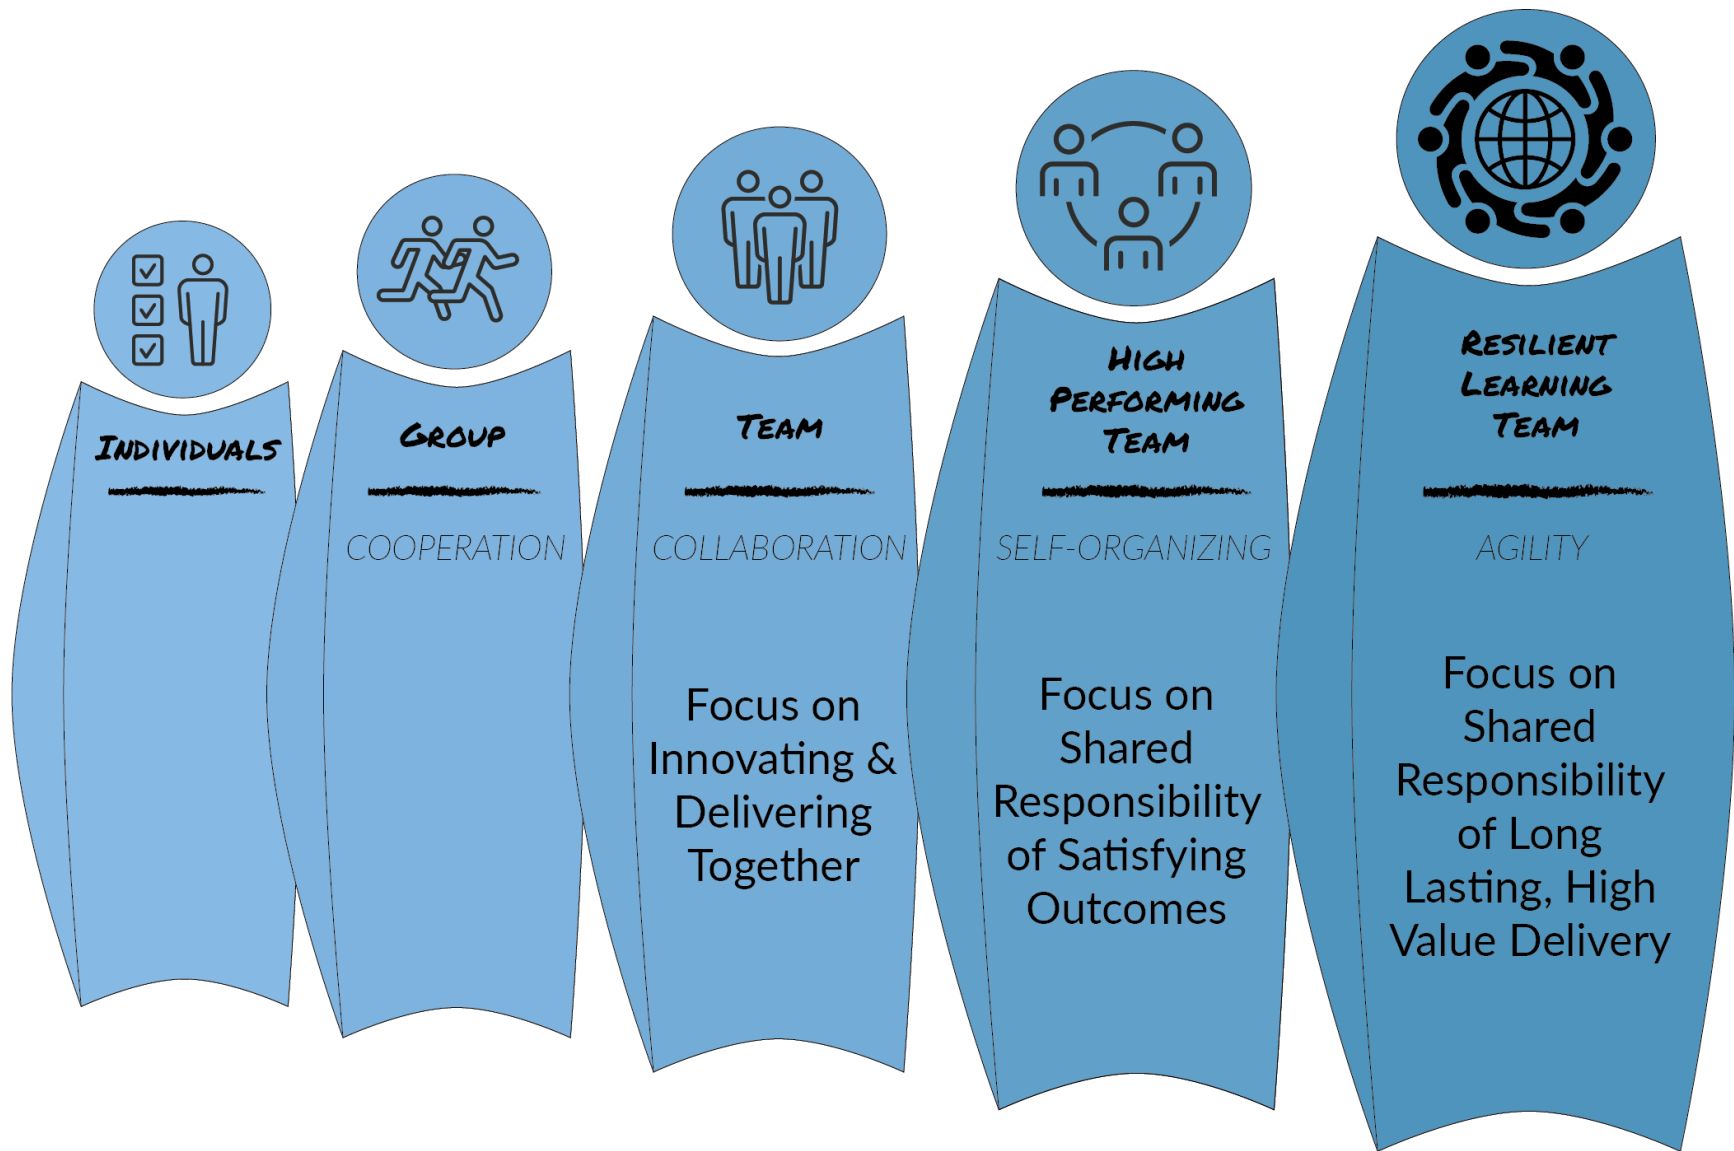 INDIVIDUALS
GROUP
COOPERATION
TEAM
COLLABORATION
Focus on
Innovating &
Delivering
Together
HIGH
PERFORMING
TEAM
SELF-ORGANIZING
Focus on
Shared
Responsibility
of Satisfying
Outcomes
RESILIENT
LEARNING
TEAM
AGILITY
Focus on
Shared
Responsibility
of Long
Lasting, High
Value Delivery